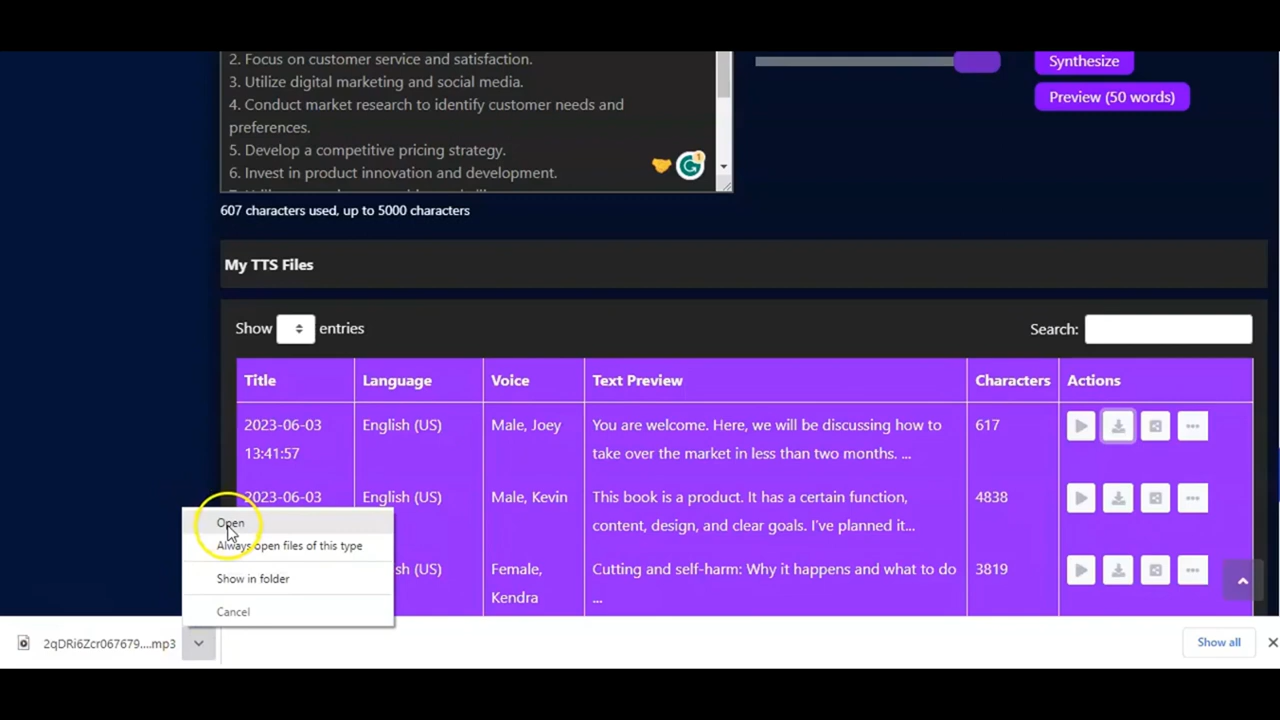 2. Focus on customer service and satisfaction.
3. Utilize digital marketing and social media.
4. Conduct market research to identify customer needs and
preferences.
5. Develop a competitive pricing strategy.
6. Invest in product innovation and development.
Synthesize
Preview (50 words)
607 characters used, up to 5000 characters
My TTS Files
Show entries
Search:
Title Language Voice Text Preview Characters Actions
2023-06-03 English (US) Male, Joey You are welcome. Here, we will be discussing how to 617
13:41:57 take over the market in less than two months. ...
2023-06-03 English (US) Male, Kevin This book is a product. It has a certain function, 4838
content, design, and clear goals. I've planned it...
sh (US) Female, Cutting and self-harm: Why it happens and what to do 3819
Kendra ...
Open
Always open files of this type
Show in folder
Cancel
2qDRi6Zcr067679....mp3
Show all